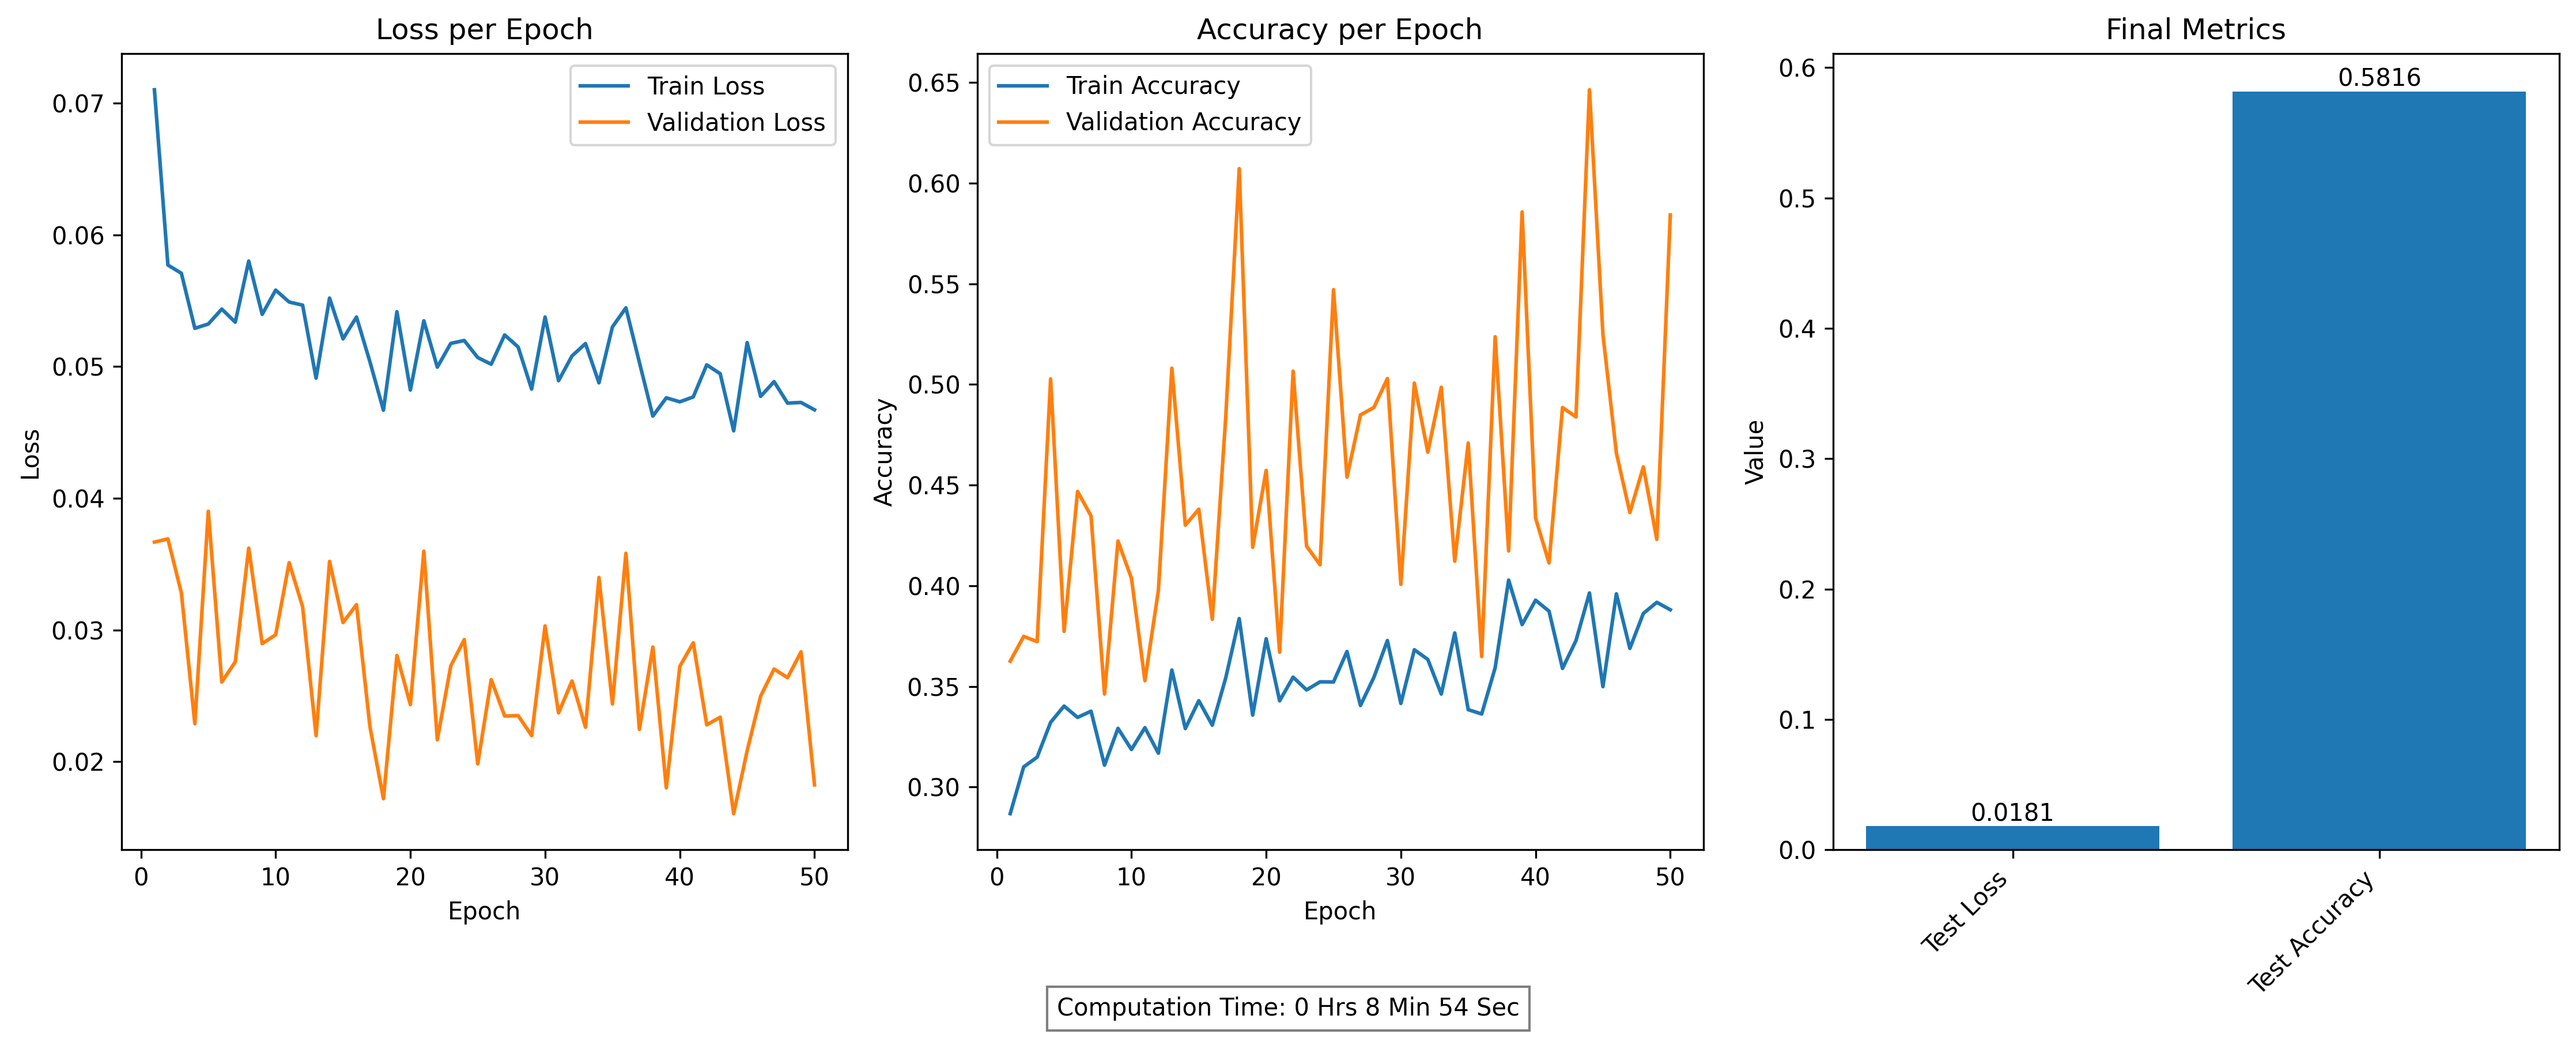 Loss per Epoch
Train Loss
Validation Loss
0.07
0.06
0.05
0.04
0.03
0.02
Loss
0 10 20 30 40 50
Epoch
Accuracy per Epoch
Train Accuracy
Validation Accuracy
0.65
0.60
0.55
0.50
0.45
0.40
0.35
0.30
Accuracy
0 10 20 30 40 50
Epoch
Final Metrics
0.6
0.5
0.4
0.3
0.2
0.1
0.0
Value
0.0181
0.5816
Test Loss
Test Accuracy
Computation Time: 0 Hrs 8 Min 54 Sec